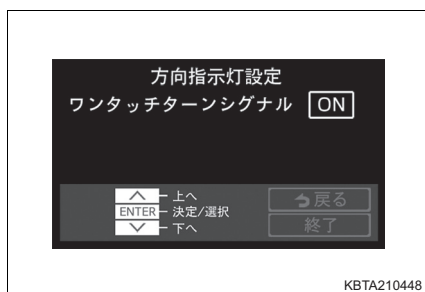 方向指示灯設定
ワンタッチターンシグナル ON
上へ
ENTER 決定/選択
下へ
戻る
終了
KBTA210448